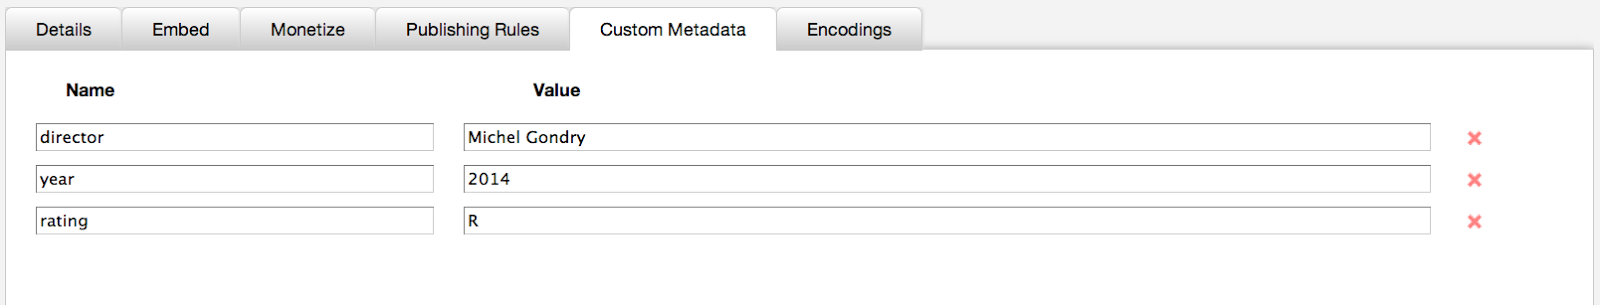 Details Embed Monetize Publishing Rules Custom Metadata Encodings
Name Value
director Michel Gondry
year 2014
rating R